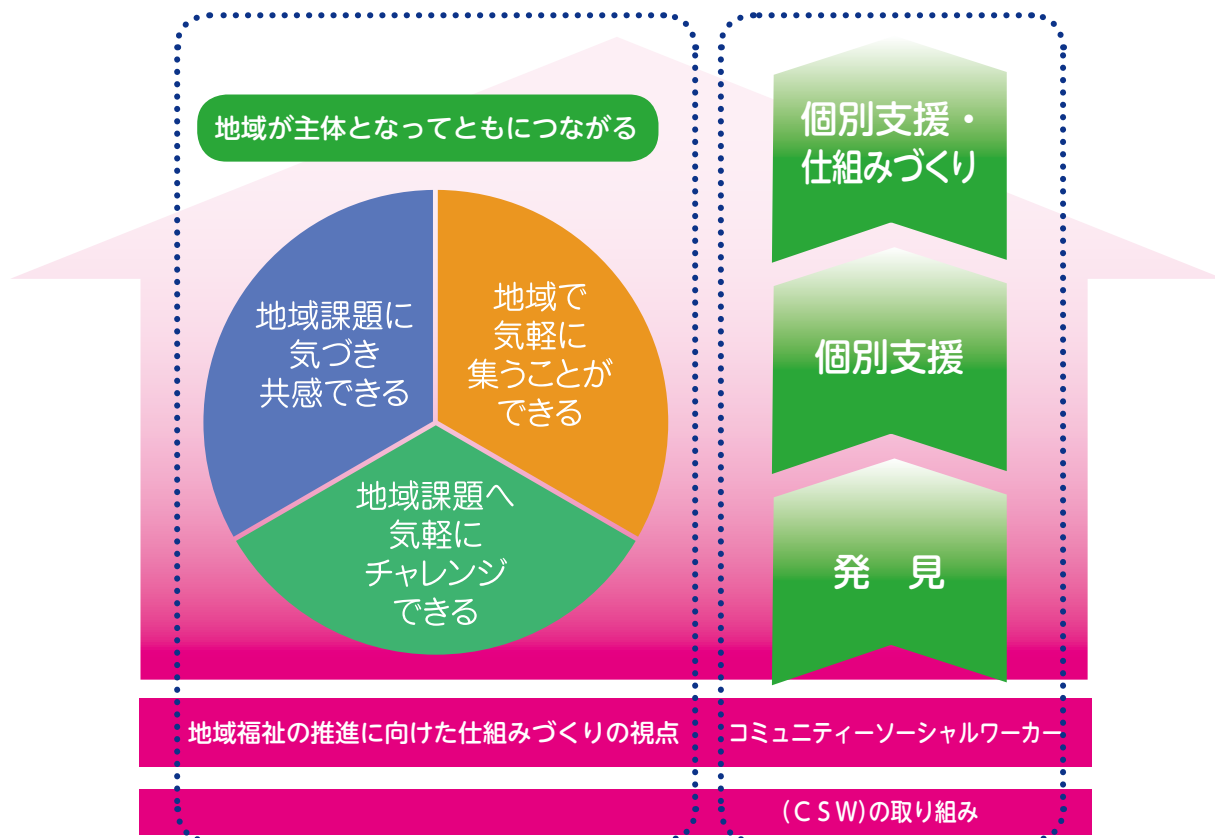 地域が主体となってともにつながる
地域課題に
気づき
共感できる
地域で
気軽に
集うことが
できる
地域課題へ
気軽に
チャレンジ
できる
個別支援・
仕組みづくり
個別支援
発　見
地域福祉の推進に向けた仕組みづくりの視点
コミュニティーソーシャルワーカー
(ＣＳＷ)の取り組み